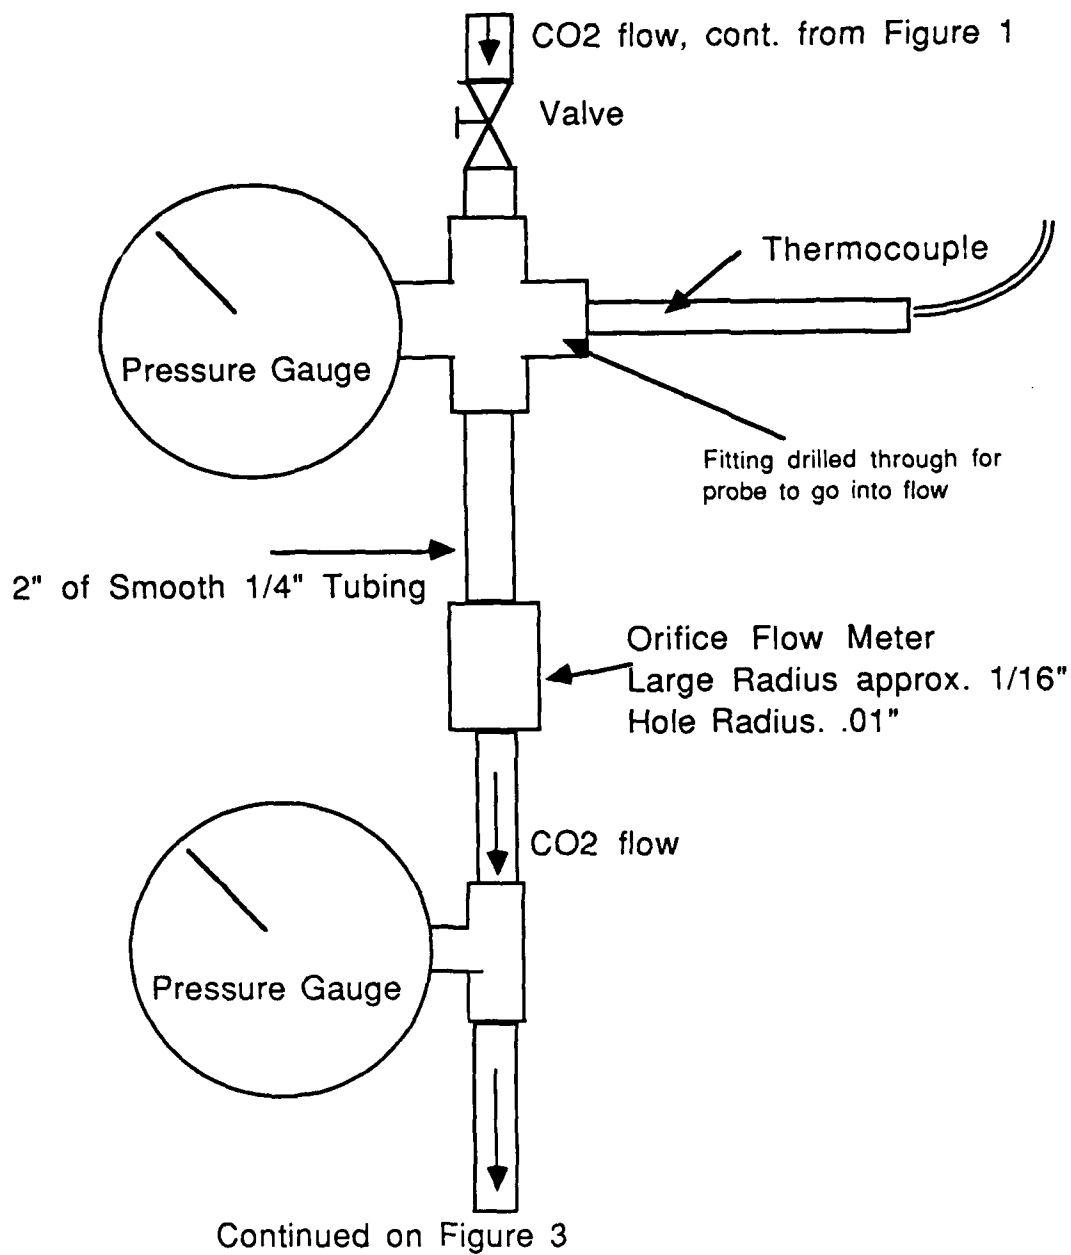 CO2 flow, cont. from Figure 1
Valve
Thermocouple
Pressure Gauge
Fitting drilled through for
probe to go into flow
2" of Smooth 1/4" Tubing
Orifice Flow Meter
Large Radius approx. 1/16"
Hole Radius. .01"
CO2 flow
Pressure Gauge
Continued on Figure 3